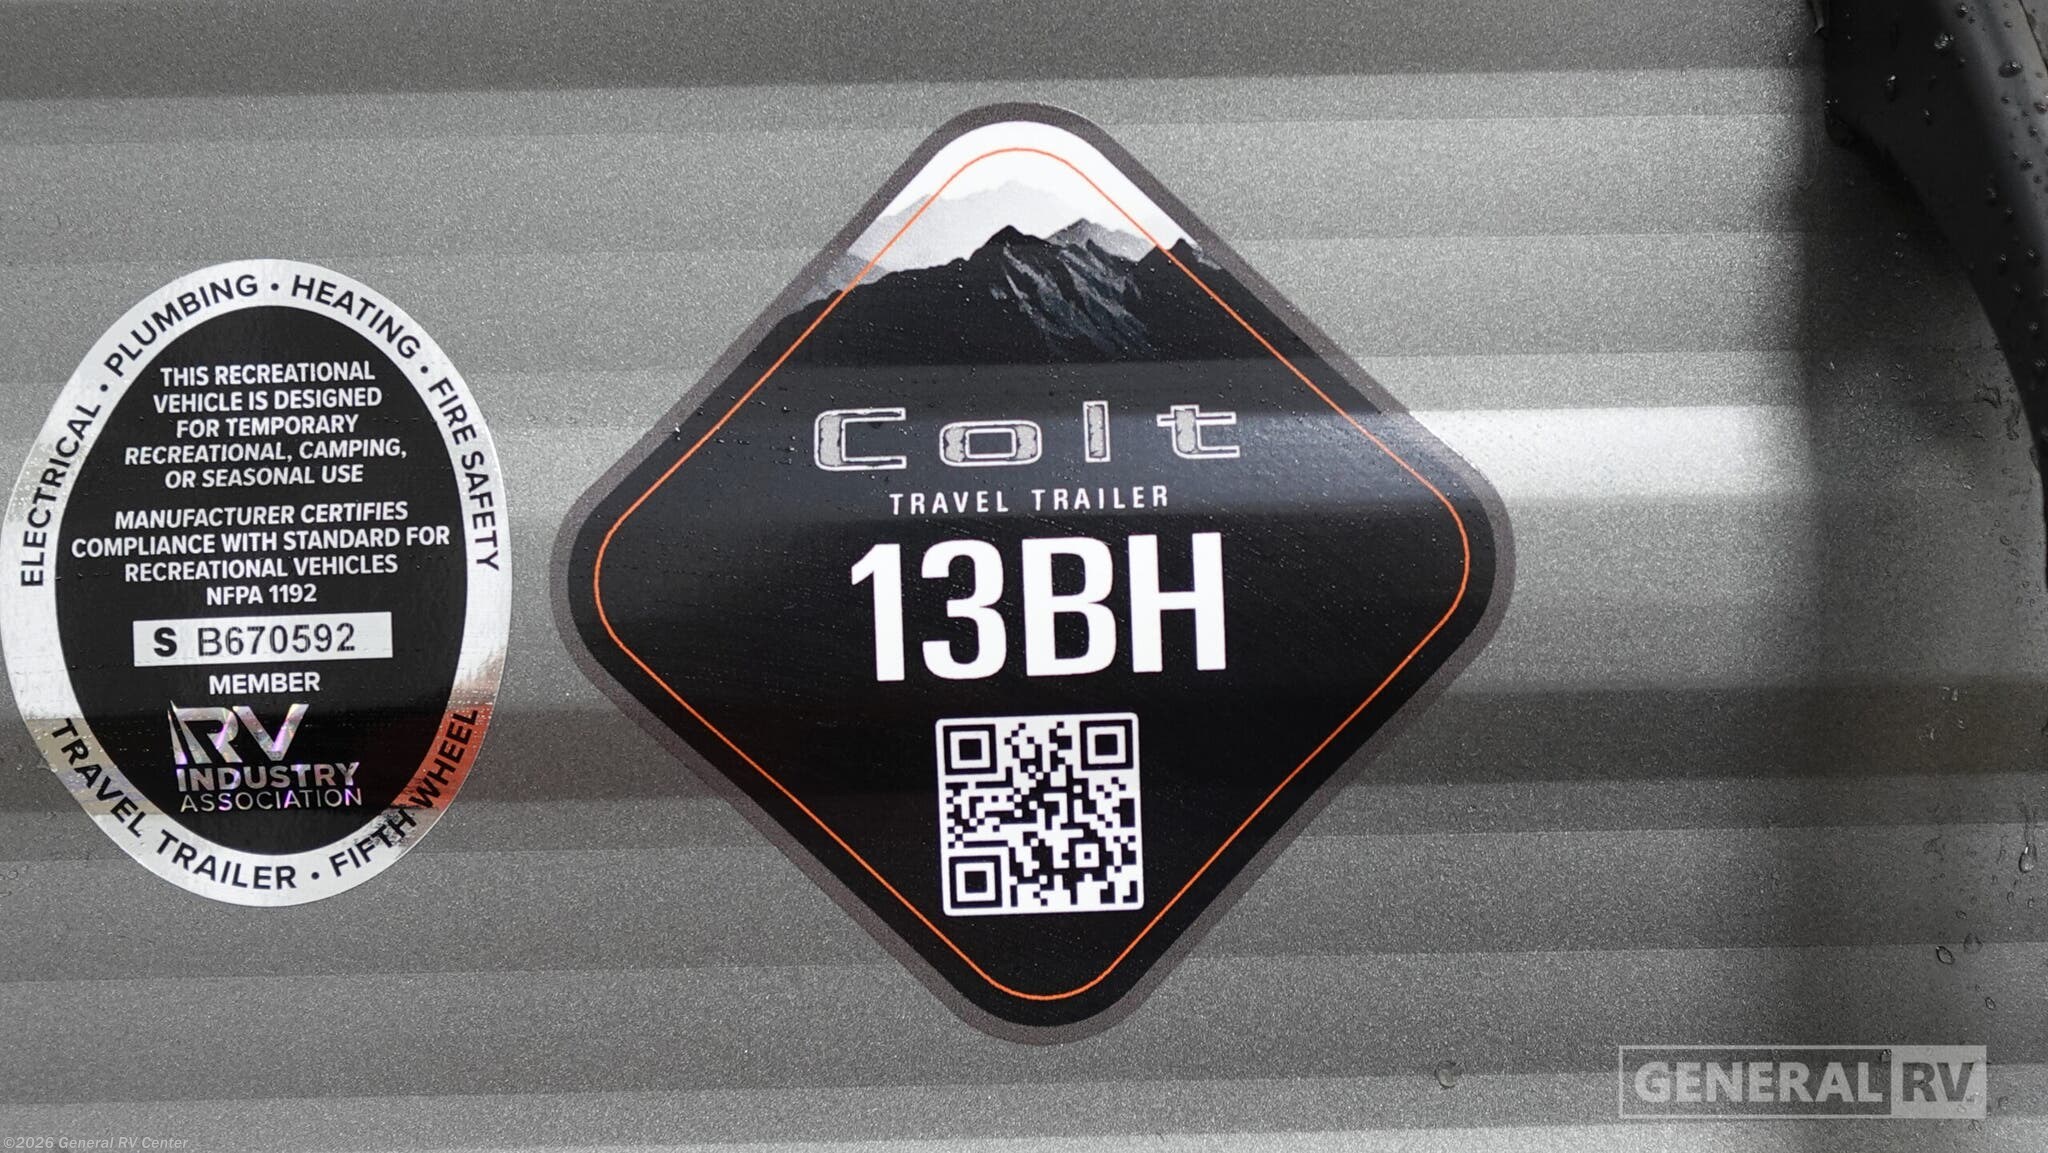 ELECTRICAL • PLUMBING • HEATING • FIRE SAFETY
THIS RECREATIONAL
VEHICLE IS DESIGNED
FOR TEMPORARY
RECREATIONAL, CAMPING,
OR SEASONAL USE
MANUFACTURER CERTIFIES
COMPLIANCE WITH STANDARD FOR
RECREATIONAL VEHICLES
NFPA 1192
S B670592
MEMBER
RV
INDUSTRY
ASSOCIATION
TRAVEL TRAILER • FIFTH WHEEL
Colt
TRAVEL TRAILER
13BH
GENERAL RV
©2026 General RV Center